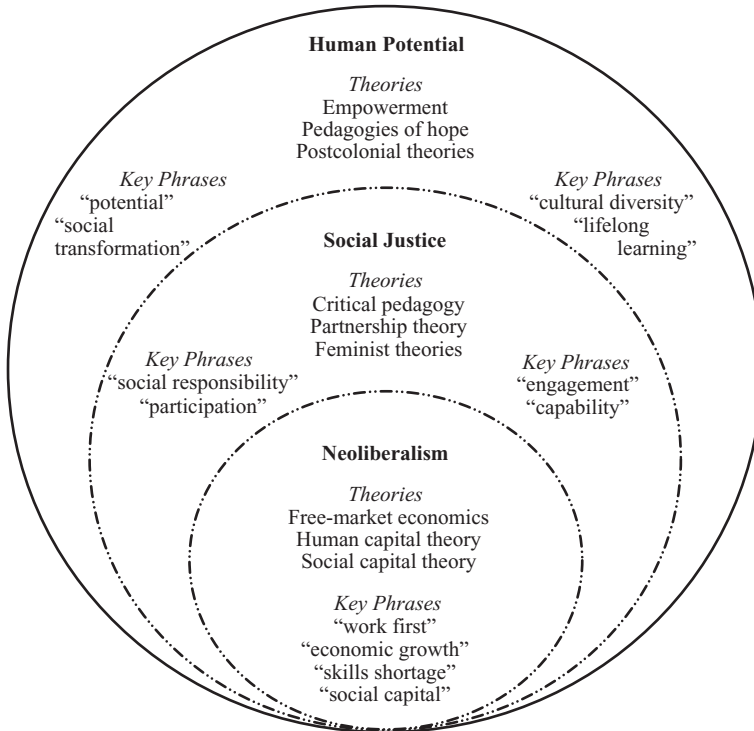 Human Potential
Theories
Empowerment
Pedagogies of hope
Postcolonial theories
Key Phrases
“potential”
“social
transformation”
Key Phrases
“cultural diversity”
“lifelong
learning”
Social Justice
Theories
Critical pedagogy
Partnership theory
Feminist theories
Key Phrases
“social responsibility”
“participation”
Key Phrases
“engagement”
“capability”
Neoliberalism
Theories
Free-market economics
Human capital theory
Social capital theory
Key Phrases
“work first”
“economic growth”
“skills shortage”
“social capital”